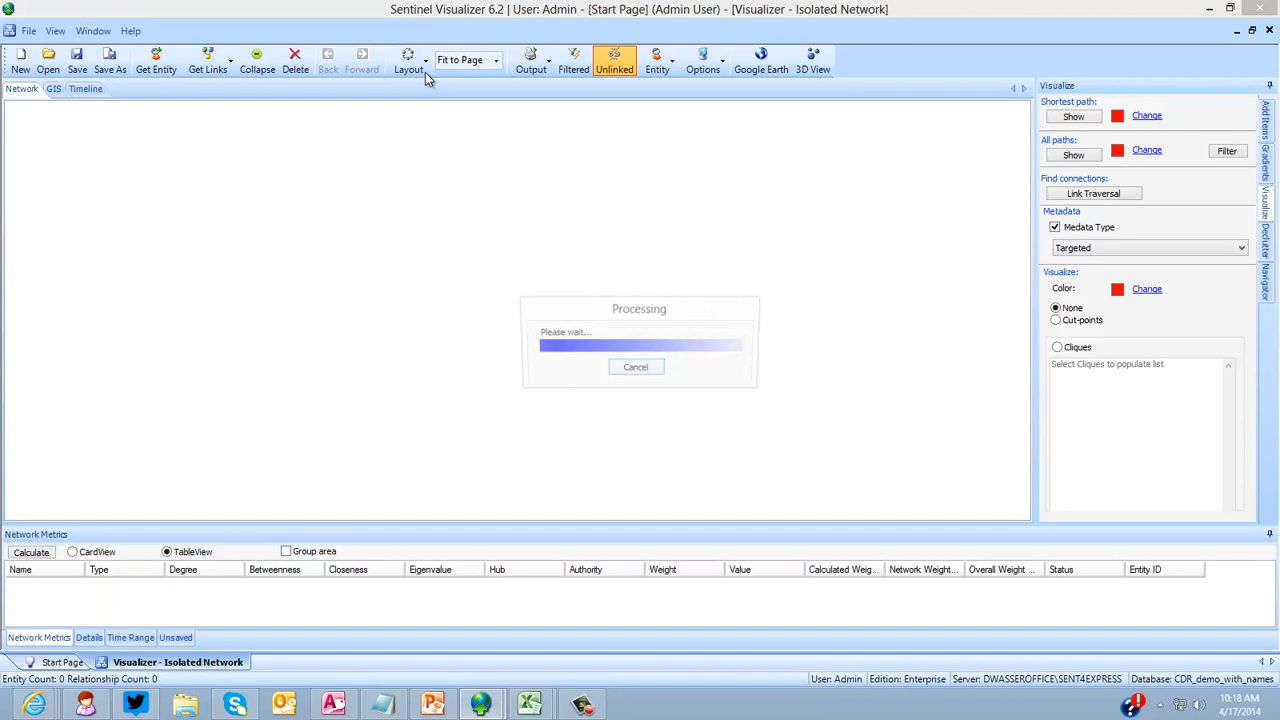 Sentinel Visualizer 6.2 | User: Admin - [Start Page] (Admin User) - [Visualizer - Isolated Network]
File View Window Help
New Open Save Save As Get Entity Get Links Collapse Delete Back Forward Layout Fit to Page Output Filtered Unlinked Entity Options Google Earth 3D View
Network GIS Timeline
Visualize
Shortest path:
Show Change
All paths:
Show Change Filter
Find connections:
Link Traversal
Metadata
Medata Type
Targeted
Visualize:
Color: Change
None
Cut-points
Cliques
Select Cliques to populate list
Add Items
Gradients
Visualize
Declutter
Navigator
Processing
Please wait...
Cancel
Network Metrics
Calculate CardView TableView Group area
Name Type Degree Betweenness Closeness Eigenvalue Hub Authority Weight Value Calculated Weig... Network Weight... Overall Weight ... Status Entity ID
Network Metrics Details Time Range Unsaved
Start Page Visualizer - Isolated Network
Entity Count: 0 Relationship Count: 0 User: Admin Edition: Enterprise Server: DWASSEROFFICE\SENT4EXPRESS Database: CDR_demo_with_names
10:18 AM
4/17/2014